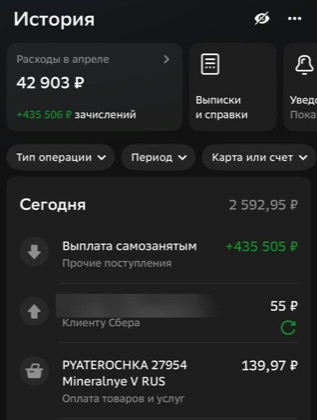 История
Расходы в апреле
42 903 ₽
+435 506 ₽ зачислений
Выписки
и справки
Уведо
Пока
Тип операции
Период
Карта или счет
Сегодня
2 592,95 ₽
Выплата самозанятым
+435 505 ₽
Прочие поступления
55 ₽
Клиенту Сбера
PYATEROCHKA 27954
139,97 ₽
Mineralnye V RUS
Оплата товаров и услуг